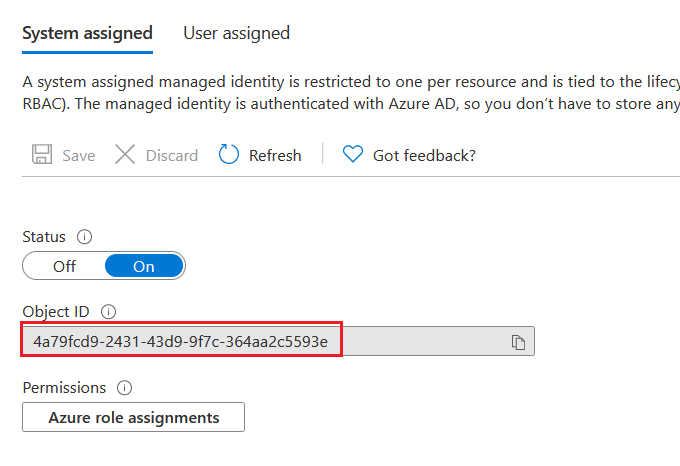 System assigned User assigned
A system assigned managed identity is restricted to one per resource and is tied to the lifecy
RBAC). The managed identity is authenticated with Azure AD, so you don’t have to store any
Save Discard Refresh Got feedback?
Status
Off On
Object ID
4a79fcd9-2431-43d9-9f7c-364aa2c5593e
Permissions
Azure role assignments